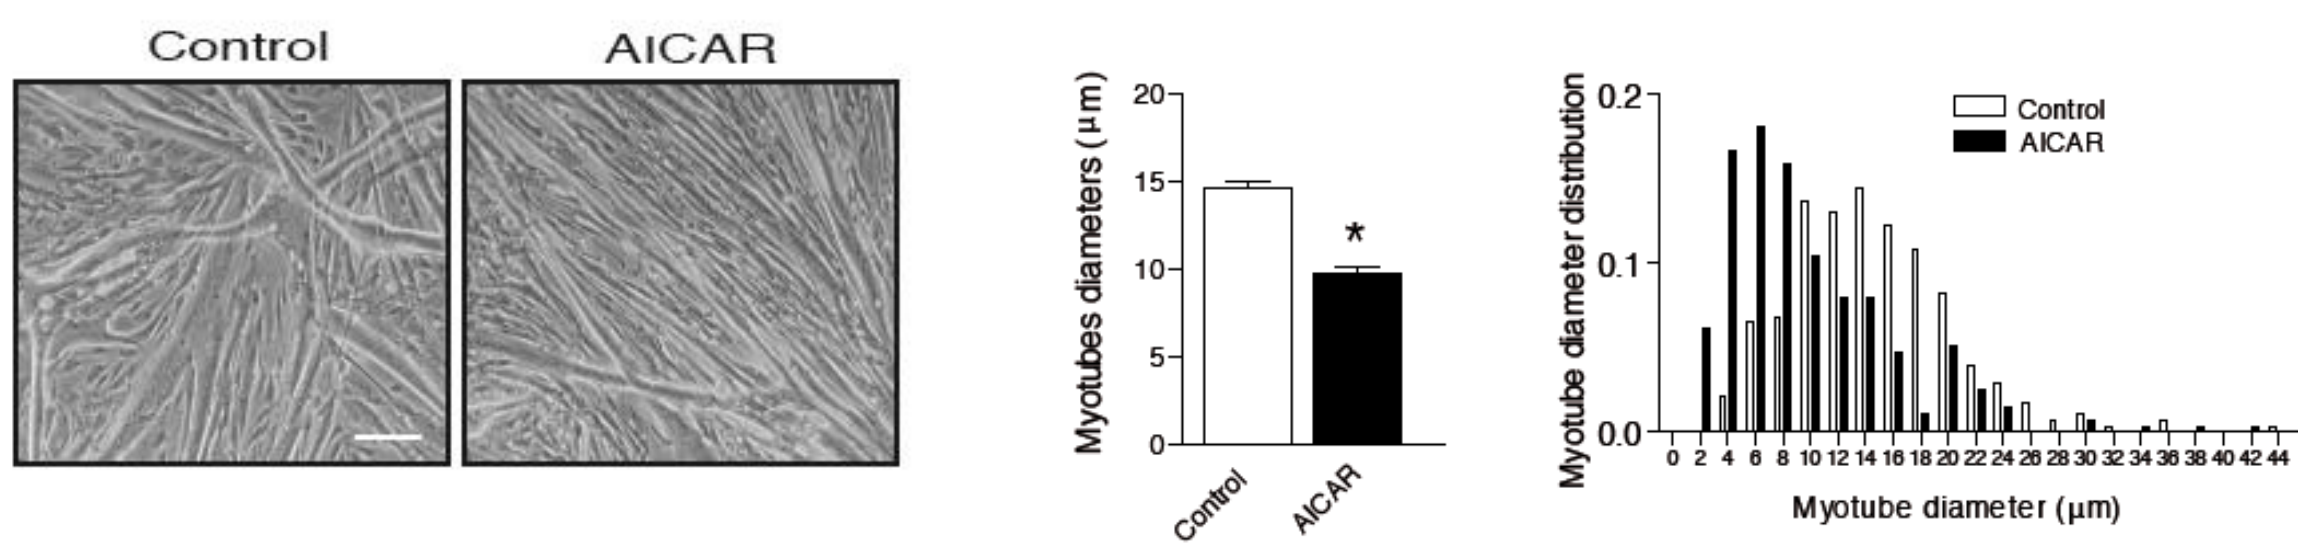 Control
AICAR
Myotubes diameters (μm)
20
15
10
5
0
*
Control
AICAR
Myotube diameter distribution
0.2
0.1
0.0
Control
AICAR
0 2 4 6 8 10 12 14 16 18 20 22 24 26 28 30 32 34 36 38 40 42 44
Myotube diameter (μm)